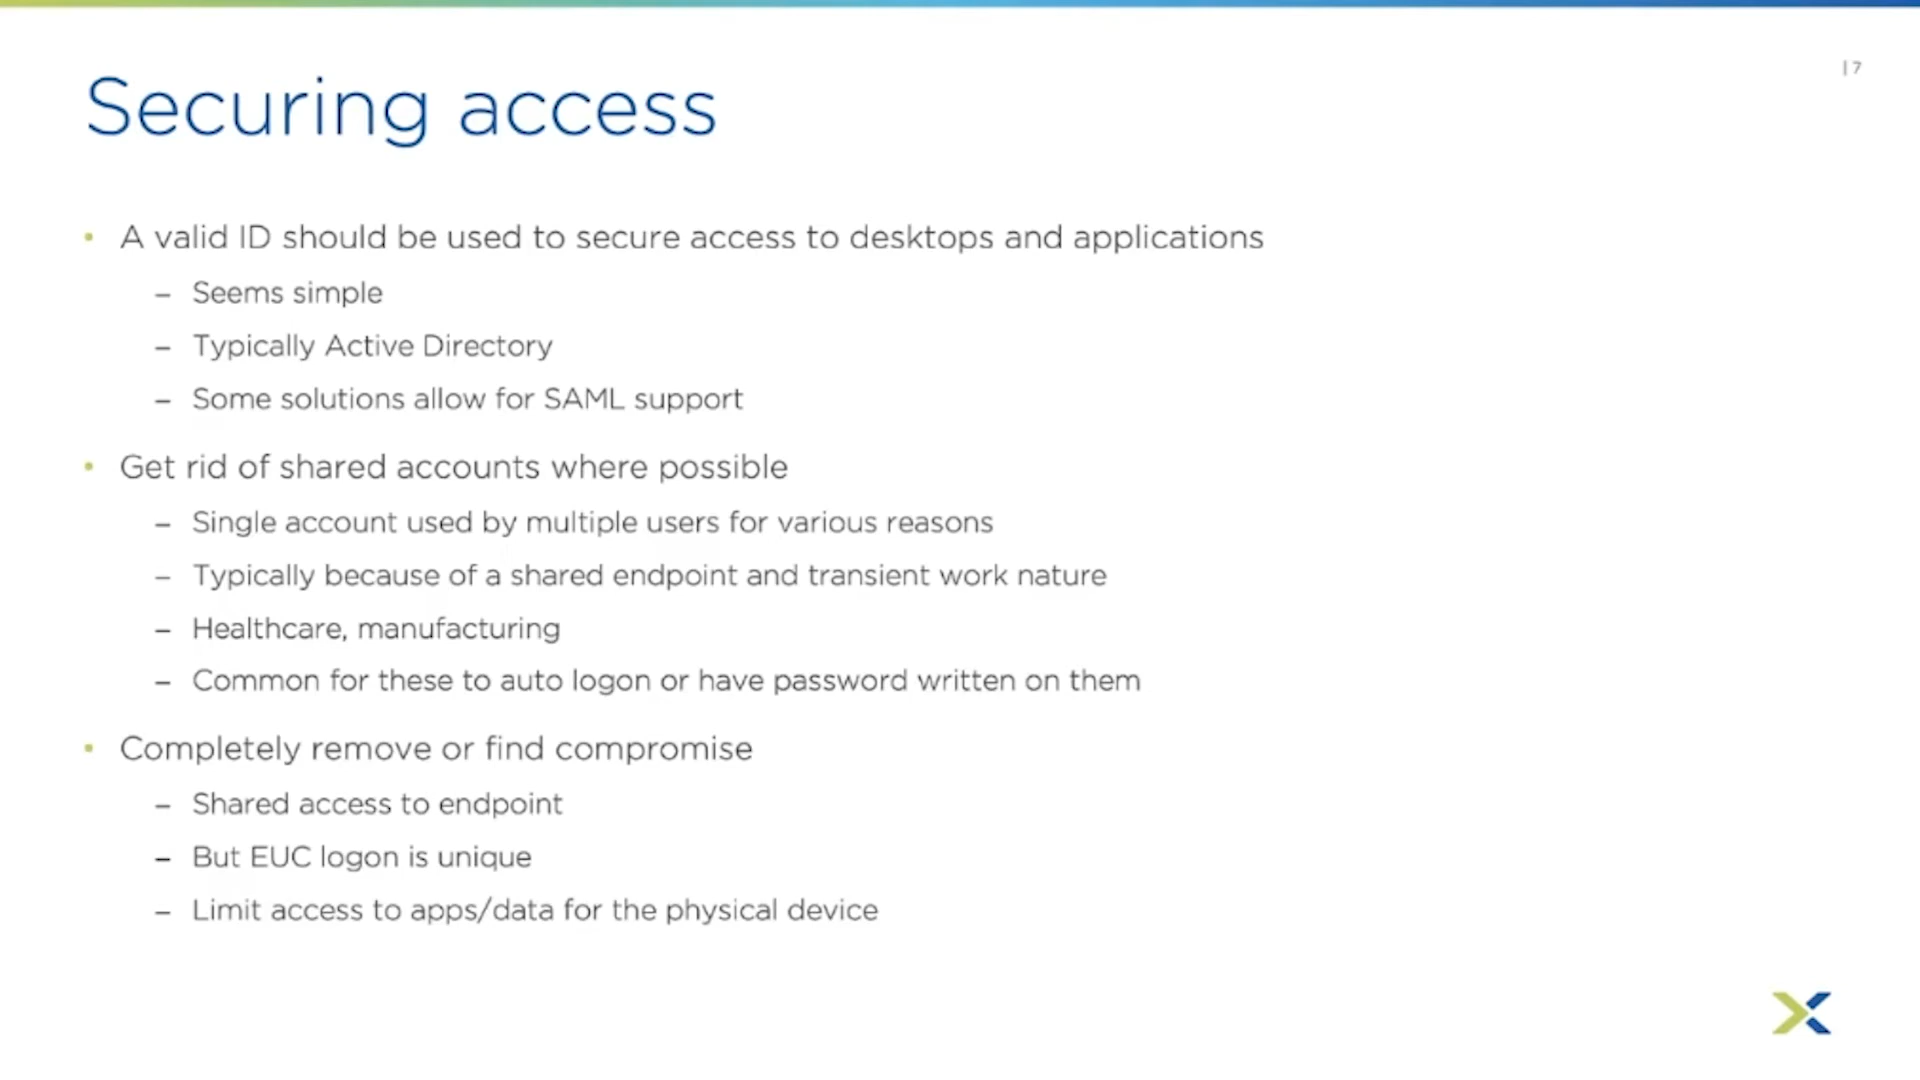 | 7
Securing access
• A valid ID should be used to secure access to desktops and applications
– Seems simple
– Typically Active Directory
– Some solutions allow for SAML support
• Get rid of shared accounts where possible
– Single account used by multiple users for various reasons
– Typically because of a shared endpoint and transient work nature
– Healthcare, manufacturing
– Common for these to auto logon or have password written on them
• Completely remove or find compromise
– Shared access to endpoint
– But EUC logon is unique
– Limit access to apps/data for the physical device